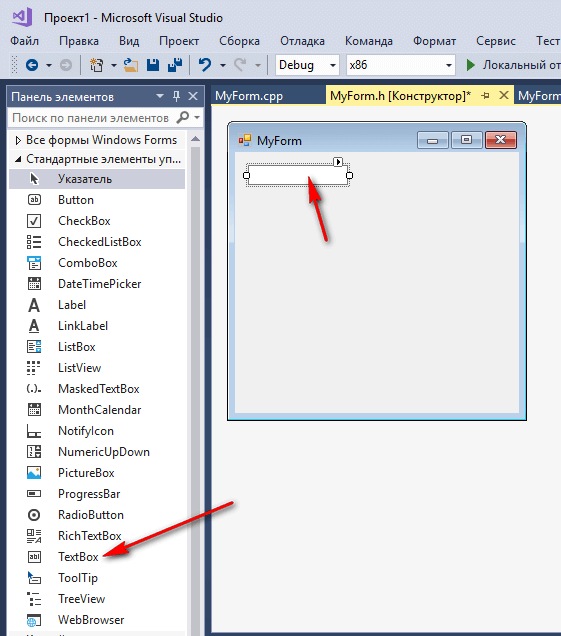 Проект1 - Microsoft Visual Studio
Файл Правка Вид Проект Сборка Отладка Команда Формат Сервис Тест
Debug x86 Локальный от
Панель элементов
MyForm.cpp MyForm.h [Конструктор]* MyForm
Поиск по панели элементов
Все формы Windows Forms
Стандартные элементы уп...
MyForm
Указатель
Button
CheckBox
CheckedListBox
ComboBox
DateTimePicker
Label
LinkLabel
ListBox
ListView
MaskedTextBox
MonthCalendar
NotifyIcon
NumericUpDown
PictureBox
ProgressBar
RadioButton
RichTextBox
TextBox
ToolTip
TreeView
WebBrowser